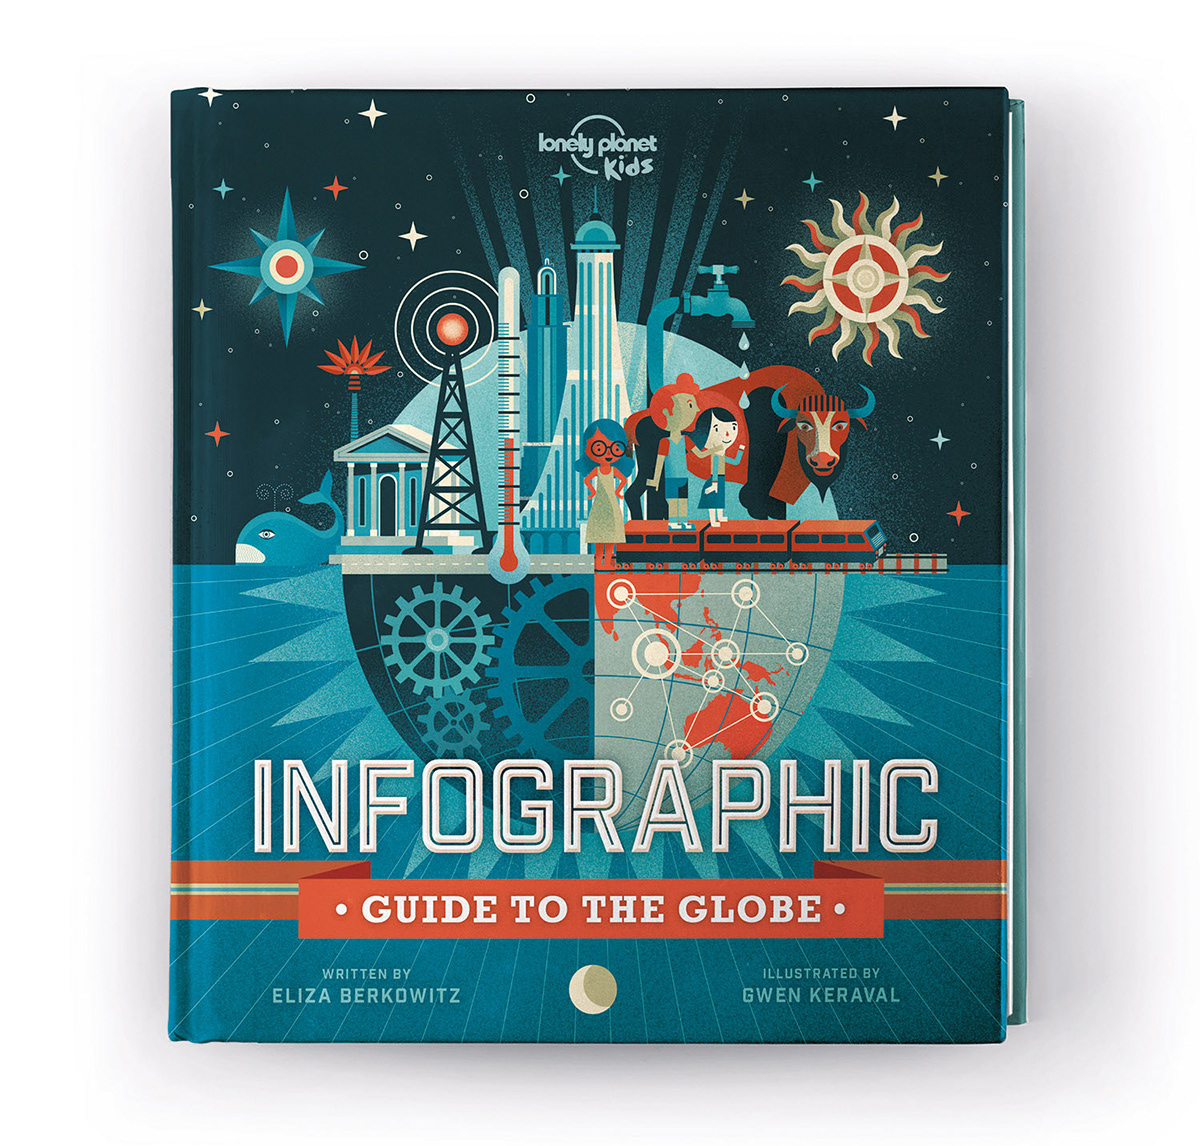 lonely planet
kids
INFOGRAPHIC
• GUIDE TO THE GLOBE •
WRITTEN BY
ELIZA BERKOWITZ
ILLUSTRATED BY
GWEN KERAVAL